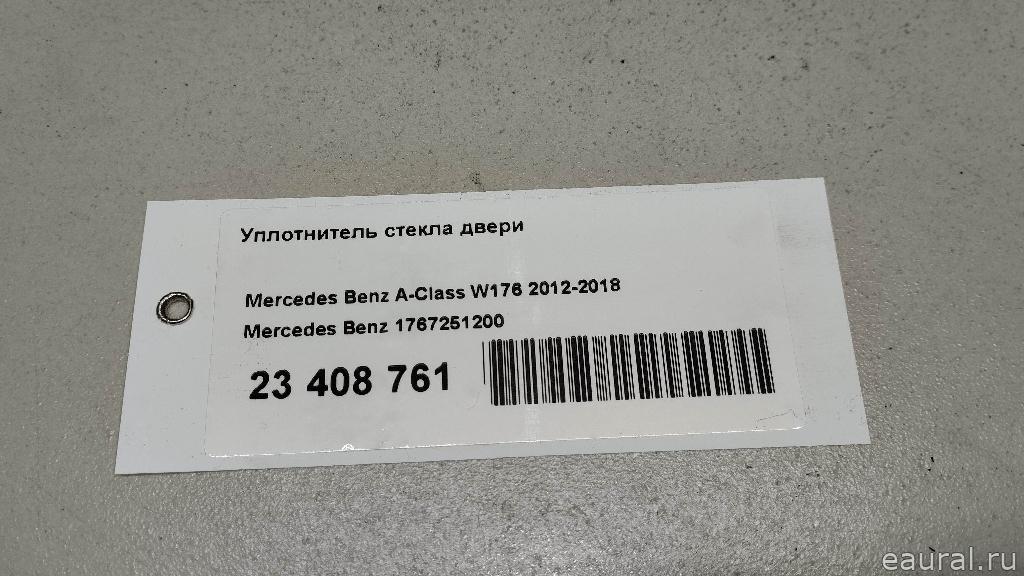 Уплотнитель стекла двери
Mercedes Benz A-Class W176 2012-2018
Mercedes Benz 1767251200
23 408 761
eaural.ru